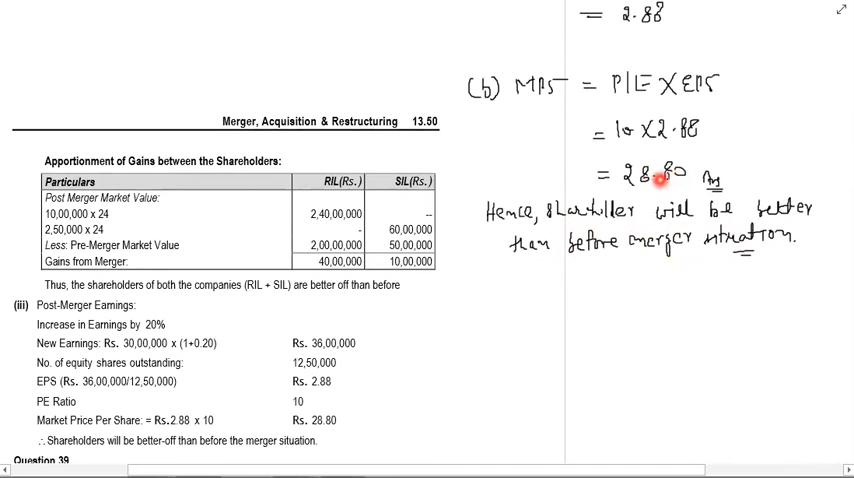 = 2.88
(b) MPS = P/E X EPS
= 10 X 2.88
= 28.80 Ans
Hence, shareholder will be better
than before merger situation.
Merger, Acquisition & Restructuring 13.50
Apportionment of Gains between the Shareholders:
Particulars RIL(Rs.) SIL(Rs.)
Post Merger Market Value:
10,00,000 x 24 2,40,00,000 --
2,50,000 x 24 - 60,00,000
Less: Pre-Merger Market Value 2,00,00,000 50,00,000
Gains from Merger: 40,00,000 10,00,000
Thus, the shareholders of both the companies (RIL + SIL) are better off than before
(iii) Post-Merger Earnings:
Increase in Earnings by 20%
New Earnings: Rs. 30,00,000 x (1+0.20) Rs. 36,00,000
No. of equity shares outstanding: 12,50,000
EPS (Rs. 36,00,000/12,50,000) Rs. 2.88
PE Ratio 10
Market Price Per Share: = Rs.2.88 x 10 Rs. 28.80
∴ Shareholders will be better-off than before the merger situation.
Question 39